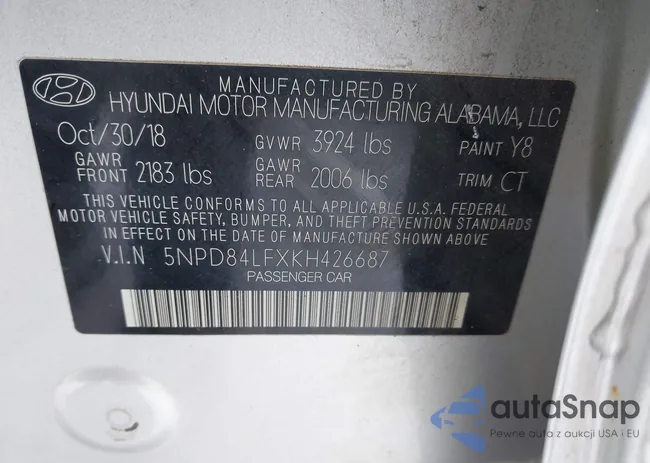 MANUFACTURED BY
HYUNDAI MOTOR MANUFACTURING ALABAMA, LLC
Oct/30/18 GVWR 3924 lbs PAINT Y8
GAWR FRONT 2183 lbs GAWR REAR 2006 lbs TRIM CT
THIS VEHICLE CONFORMS TO ALL APPLICABLE U.S.A. FEDERAL
MOTOR VEHICLE SAFETY, BUMPER, AND THEFT PREVENTION STANDARDS
IN EFFECT ON THE DATE OF MANUFACTURE SHOWN ABOVE
V.I.N 5NPD84LFXKH426687
PASSENGER CAR
autoSnap
Pewne auto z aukcji USA i EU